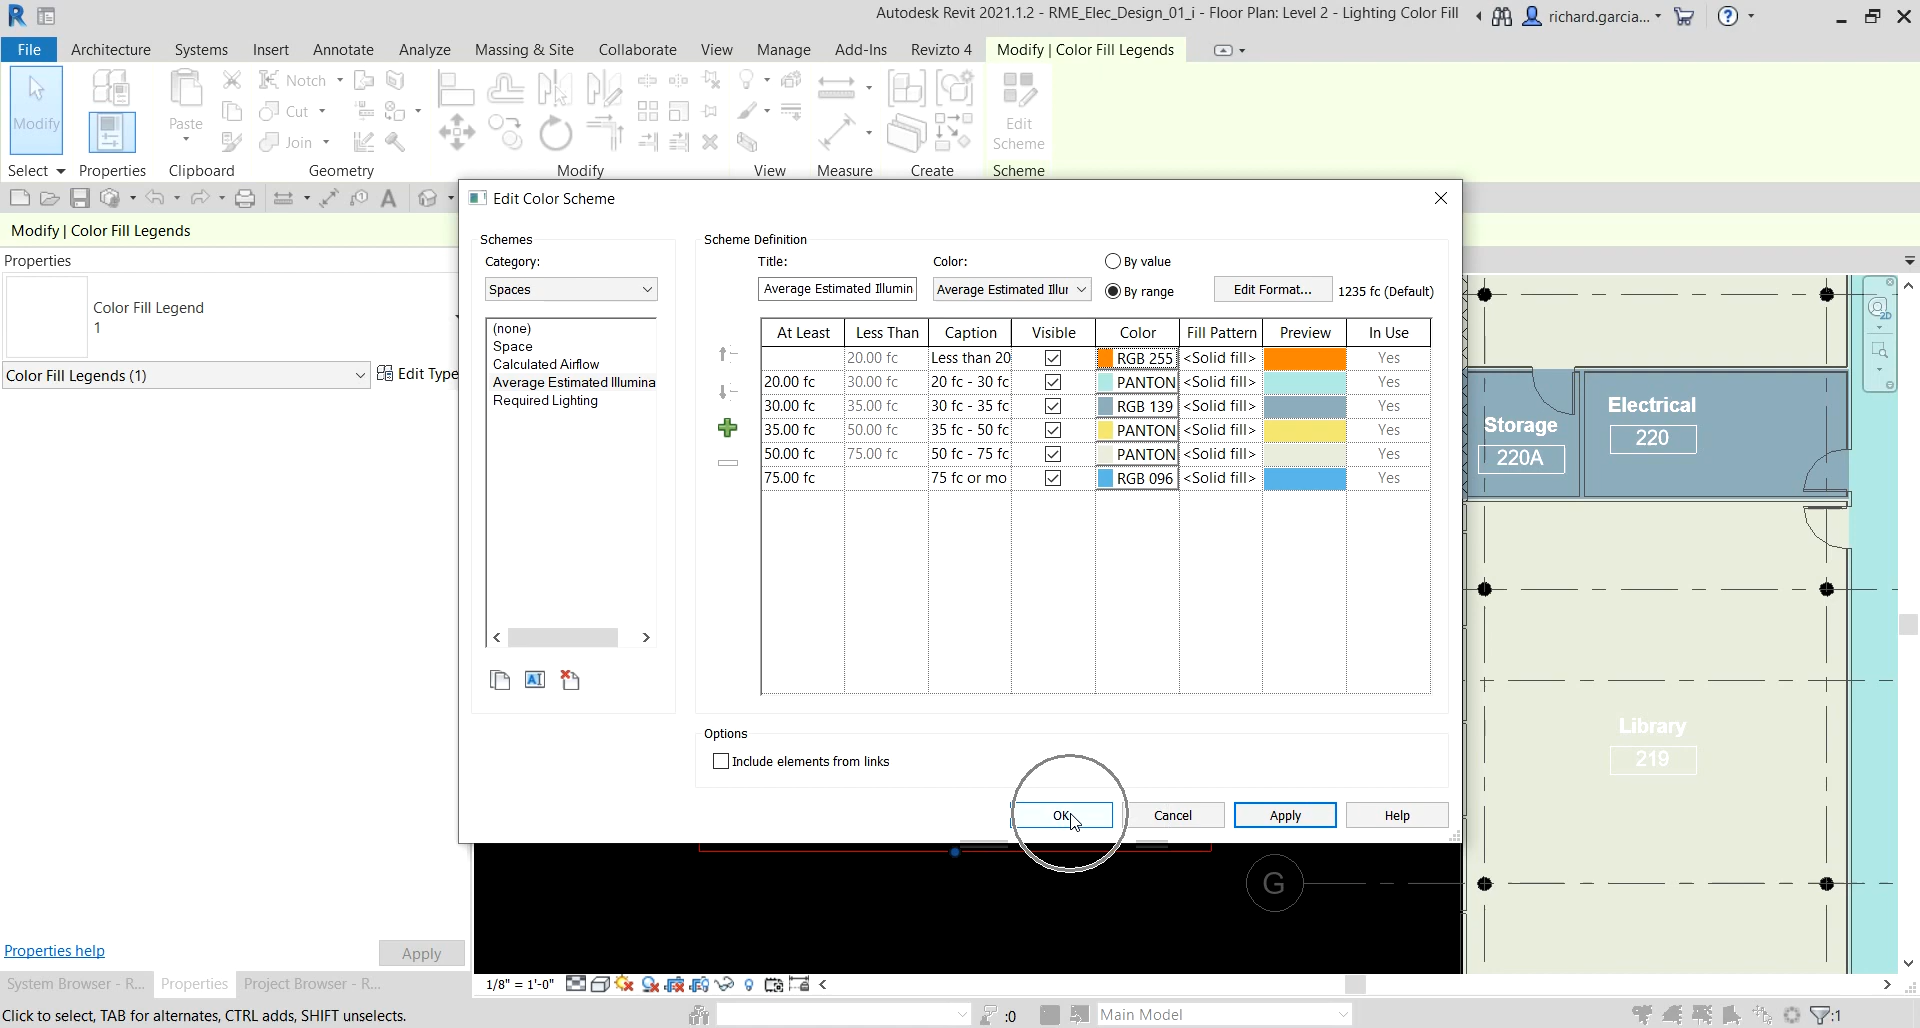 Autodesk Revit 2021.1.2 - RME_Elec_Design_01_i - Floor Plan: Level 2 - Lighting Color Fill
richard.garcia...
File Architecture Systems Insert Annotate Analyze Massing & Site Collaborate View Manage Add-Ins Revizto 4 Modify | Color Fill Legends
Modify
Paste
Notch
Cut
Join
Edit
Scheme
Select Properties Clipboard Geometry Modify View Measure Create Scheme
Modify | Color Fill Legends
Properties
Color Fill Legend
1
Color Fill Legends (1)
Edit Type
Properties help
Apply
System Browser - R...
Properties
Project Browser - R...
Edit Color Scheme
Schemes
Category:
Spaces
(none)
Space
Calculated Airflow
Average Estimated Illumina
Required Lighting
Scheme Definition
Title:
Average Estimated Illumin
Color:
Average Estimated Illur
By value
By range
Edit Format...
1235 fc (Default)
At Least Less Than Caption Visible Color Fill Pattern Preview In Use
20.00 fc Less than 20 RGB 255 <Solid fill> Yes
20.00 fc 30.00 fc 20 fc - 30 fc PANTON <Solid fill> Yes
30.00 fc 35.00 fc 30 fc - 35 fc RGB 139 <Solid fill> Yes
35.00 fc 50.00 fc 35 fc - 50 fc PANTON <Solid fill> Yes
50.00 fc 75.00 fc 50 fc - 75 fc PANTON <Solid fill> Yes
75.00 fc 75 fc or mo RGB 096 <Solid fill> Yes
Options
Include elements from links
OK
Cancel
Apply
Help
2D
Storage
220A
Electrical
220
Library
219
G
1/8" = 1'-0"
Click to select, TAB for alternates, CTRL adds, SHIFT unselects.
:0
Main Model
:1